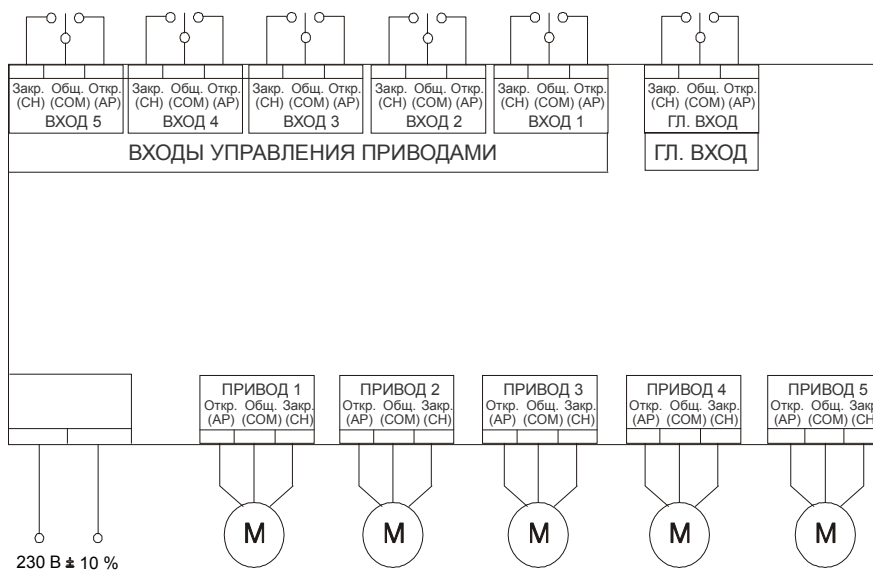 Закр. Общ. Откр. Закр. Общ. Откр. Закр. Общ. Откр. Закр. Общ. Откр. Закр. Общ. Откр. Закр. Общ. Откр.
(CH) (COM) (AP) (CH) (COM) (AP) (CH) (COM) (AP) (CH) (COM) (AP) (CH) (COM) (AP) (CH) (COM) (AP)
ВХОД 5 ВХОД 4 ВХОД 3 ВХОД 2 ВХОД 1 ГЛ. ВХОД
ВХОДЫ УПРАВЛЕНИЯ ПРИВОДАМИ ГЛ. ВХОД
ПРИВОД 1 ПРИВОД 2 ПРИВОД 3 ПРИВОД 4 ПРИВОД 5
Откр. Общ. Закр. Откр. Общ. Закр. Откр. Общ. Закр. Откр. Общ. Закр. Откр. Общ. Закр.
(AP) (COM) (CH) (AP) (COM) (CH) (AP) (COM) (CH) (AP) (COM) (CH) (AP) (COM) (CH)
M M M M M
230 В ± 10 %